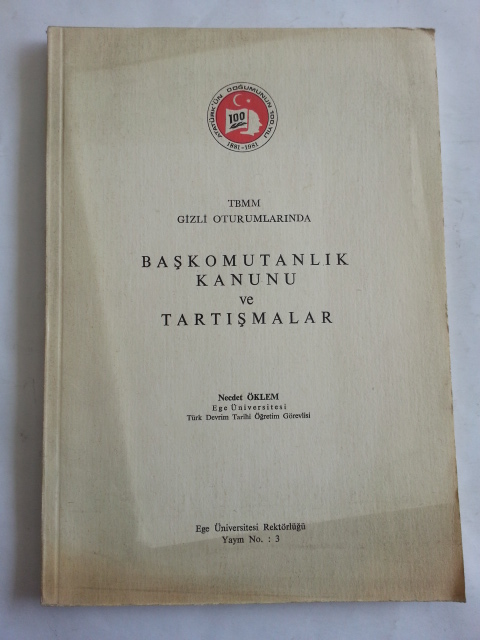 ATATÜRK'ÜN DOĞUMUNUN 100. YILI
100
1881-1981
TBMM
GİZLİ OTURUMLARINDA
BAŞKOMUTANLIK
KANUNU
ve
TARTIŞMALAR
Necdet ÖKLEM
Ege Üniversitesi
Türk Devrim Tarihi Öğretim Görevlisi
Ege Üniversitesi Rektörlüğü
Yayın No. : 3